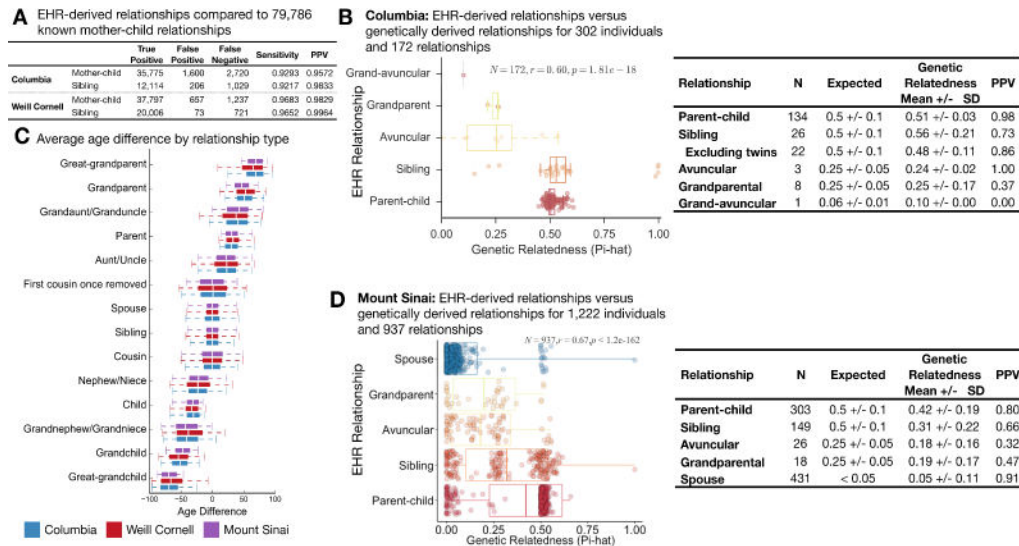 A EHR-derived relationships compared to 79,786
known mother-child relationships
True Positive False Positive False Negative Sensitivity PPV
Columbia Mother-child 35,775 1,600 2,720 0.9293 0.9572
Sibling 12,114 206 1,029 0.9217 0.9833
Weill Cornell Mother-child 37,797 657 1,237 0.9683 0.9829
Sibling 20,006 73 721 0.9652 0.9964
B Columbia: EHR-derived relationships versus
genetically derived relationships for 302 individuals
and 172 relationships
N = 172, r = 0.60, p = 1.81e − 18
EHR Relationship
Grand-avuncular
Grandparent
Avuncular
Sibling
Parent-child
0.00 0.25 0.50 0.75 1.00
Genetic Relatedness (Pi-hat)
Relationship N Expected Genetic Relatedness Mean +/- SD PPV
Parent-child 134 0.5 +/- 0.1 0.51 +/- 0.03 0.98
Sibling 26 0.5 +/- 0.1 0.56 +/- 0.21 0.73
Excluding twins 22 0.5 +/- 0.1 0.48 +/- 0.11 0.86
Avuncular 3 0.25 +/- 0.05 0.24 +/- 0.02 1.00
Grandparental 8 0.25 +/- 0.05 0.25 +/- 0.17 0.37
Grand-avuncular 1 0.06 +/- 0.01 0.10 +/- 0.00 0.00
C Average age difference by relationship type
Great-grandparent
Grandparent
Grandaunt/Granduncle
Parent
Aunt/Uncle
First cousin once removed
Spouse
Sibling
Cousin
Nephew/Niece
Child
Grandnephew/Grandniece
Grandchild
Great-grandchild
-100 -50 0 50 100
Age Difference
Columbia Weill Cornell Mount Sinai
D Mount Sinai: EHR-derived relationships versus
genetically derived relationships for 1,222 individuals
and 937 relationships
N = 937, r = 0.67, p < 1.2e-162
EHR Relationship
Spouse
Grandparent
Avuncular
Sibling
Parent-child
0.00 0.25 0.50 0.75 1.00
Genetic Relatedness (Pi-hat)
Relationship N Expected Genetic Relatedness Mean +/- SD PPV
Parent-child 303 0.5 +/- 0.1 0.42 +/- 0.19 0.80
Sibling 149 0.5 +/- 0.1 0.31 +/- 0.22 0.66
Avuncular 26 0.25 +/- 0.05 0.18 +/- 0.16 0.32
Grandparental 18 0.25 +/- 0.05 0.19 +/- 0.17 0.47
Spouse 431 < 0.05 0.05 +/- 0.11 0.91